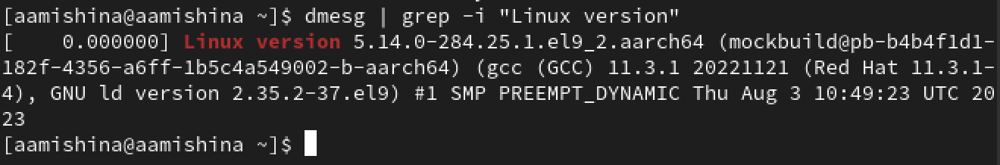 [aamishina@aamishina ~]$ dmesg | grep -i "Linux version"
[    0.000000] Linux version 5.14.0-284.25.1.el9_2.aarch64 (mockbuild@pb-b4b4f1d1-
182f-4356-a6ff-1b5c4a549002-b-aarch64) (gcc (GCC) 11.3.1 20221121 (Red Hat 11.3.1-
4), GNU ld version 2.35.2-37.el9) #1 SMP PREEMPT_DYNAMIC Thu Aug 3 10:49:23 UTC 20
23
[aamishina@aamishina ~]$